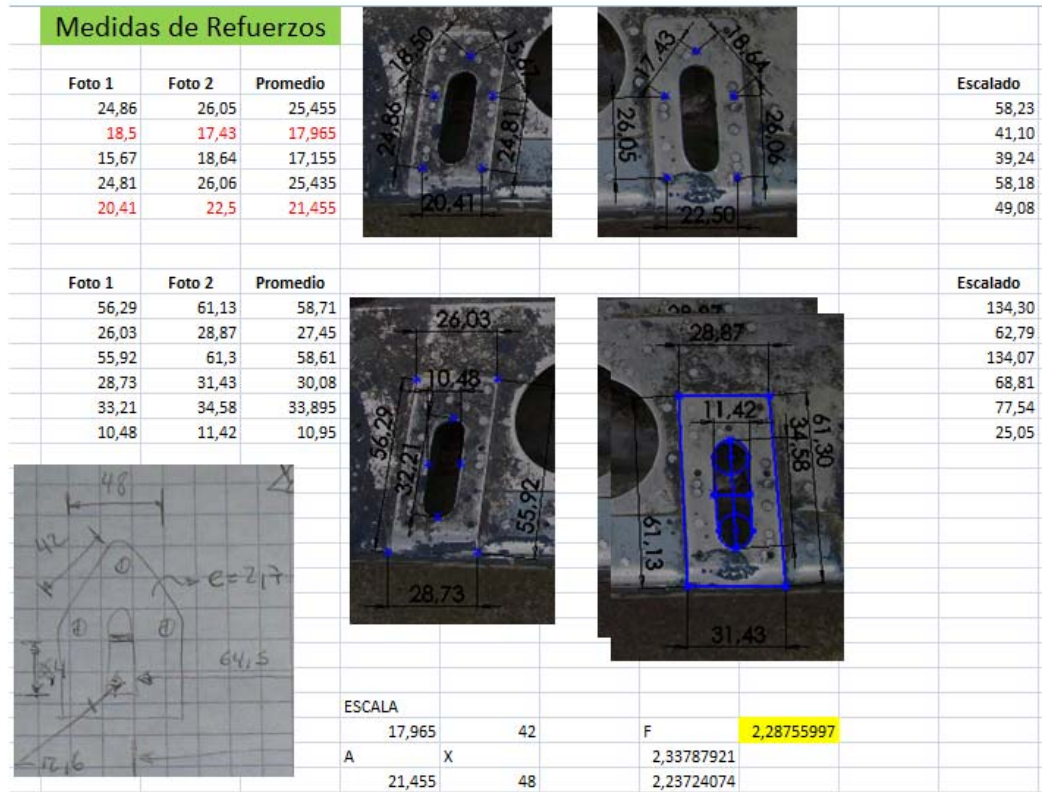 Medidas de Refuerzos
Foto 1 Foto 2 Promedio Escalado
24,86 26,05 25,455 58,23
18,5 17,43 17,965 41,10
15,67 18,64 17,155 39,24
24,81 26,06 25,435 58,18
20,41 22,5 21,455 49,08
18,50
15,67
24,86
24,81
20,41
17,43
18,64
26,05
26,06
22,50
Foto 1 Foto 2 Promedio Escalado
56,29 61,13 58,71 134,30
26,03 28,87 27,45 62,79
55,92 61,3 58,61 134,07
28,73 31,43 30,08 68,81
33,21 34,58 33,895 77,54
10,48 11,42 10,95 25,05
26,03
10,48
56,29
32,21
55,92
28,73
28,87
28,87
11,42
34,58
61,30
61,13
31,43
48
42
e=2,7
64,5
12,6
ESCALA
17,965 42 F 2,28755997
A X 2,33787921
21,455 48 2,23724074